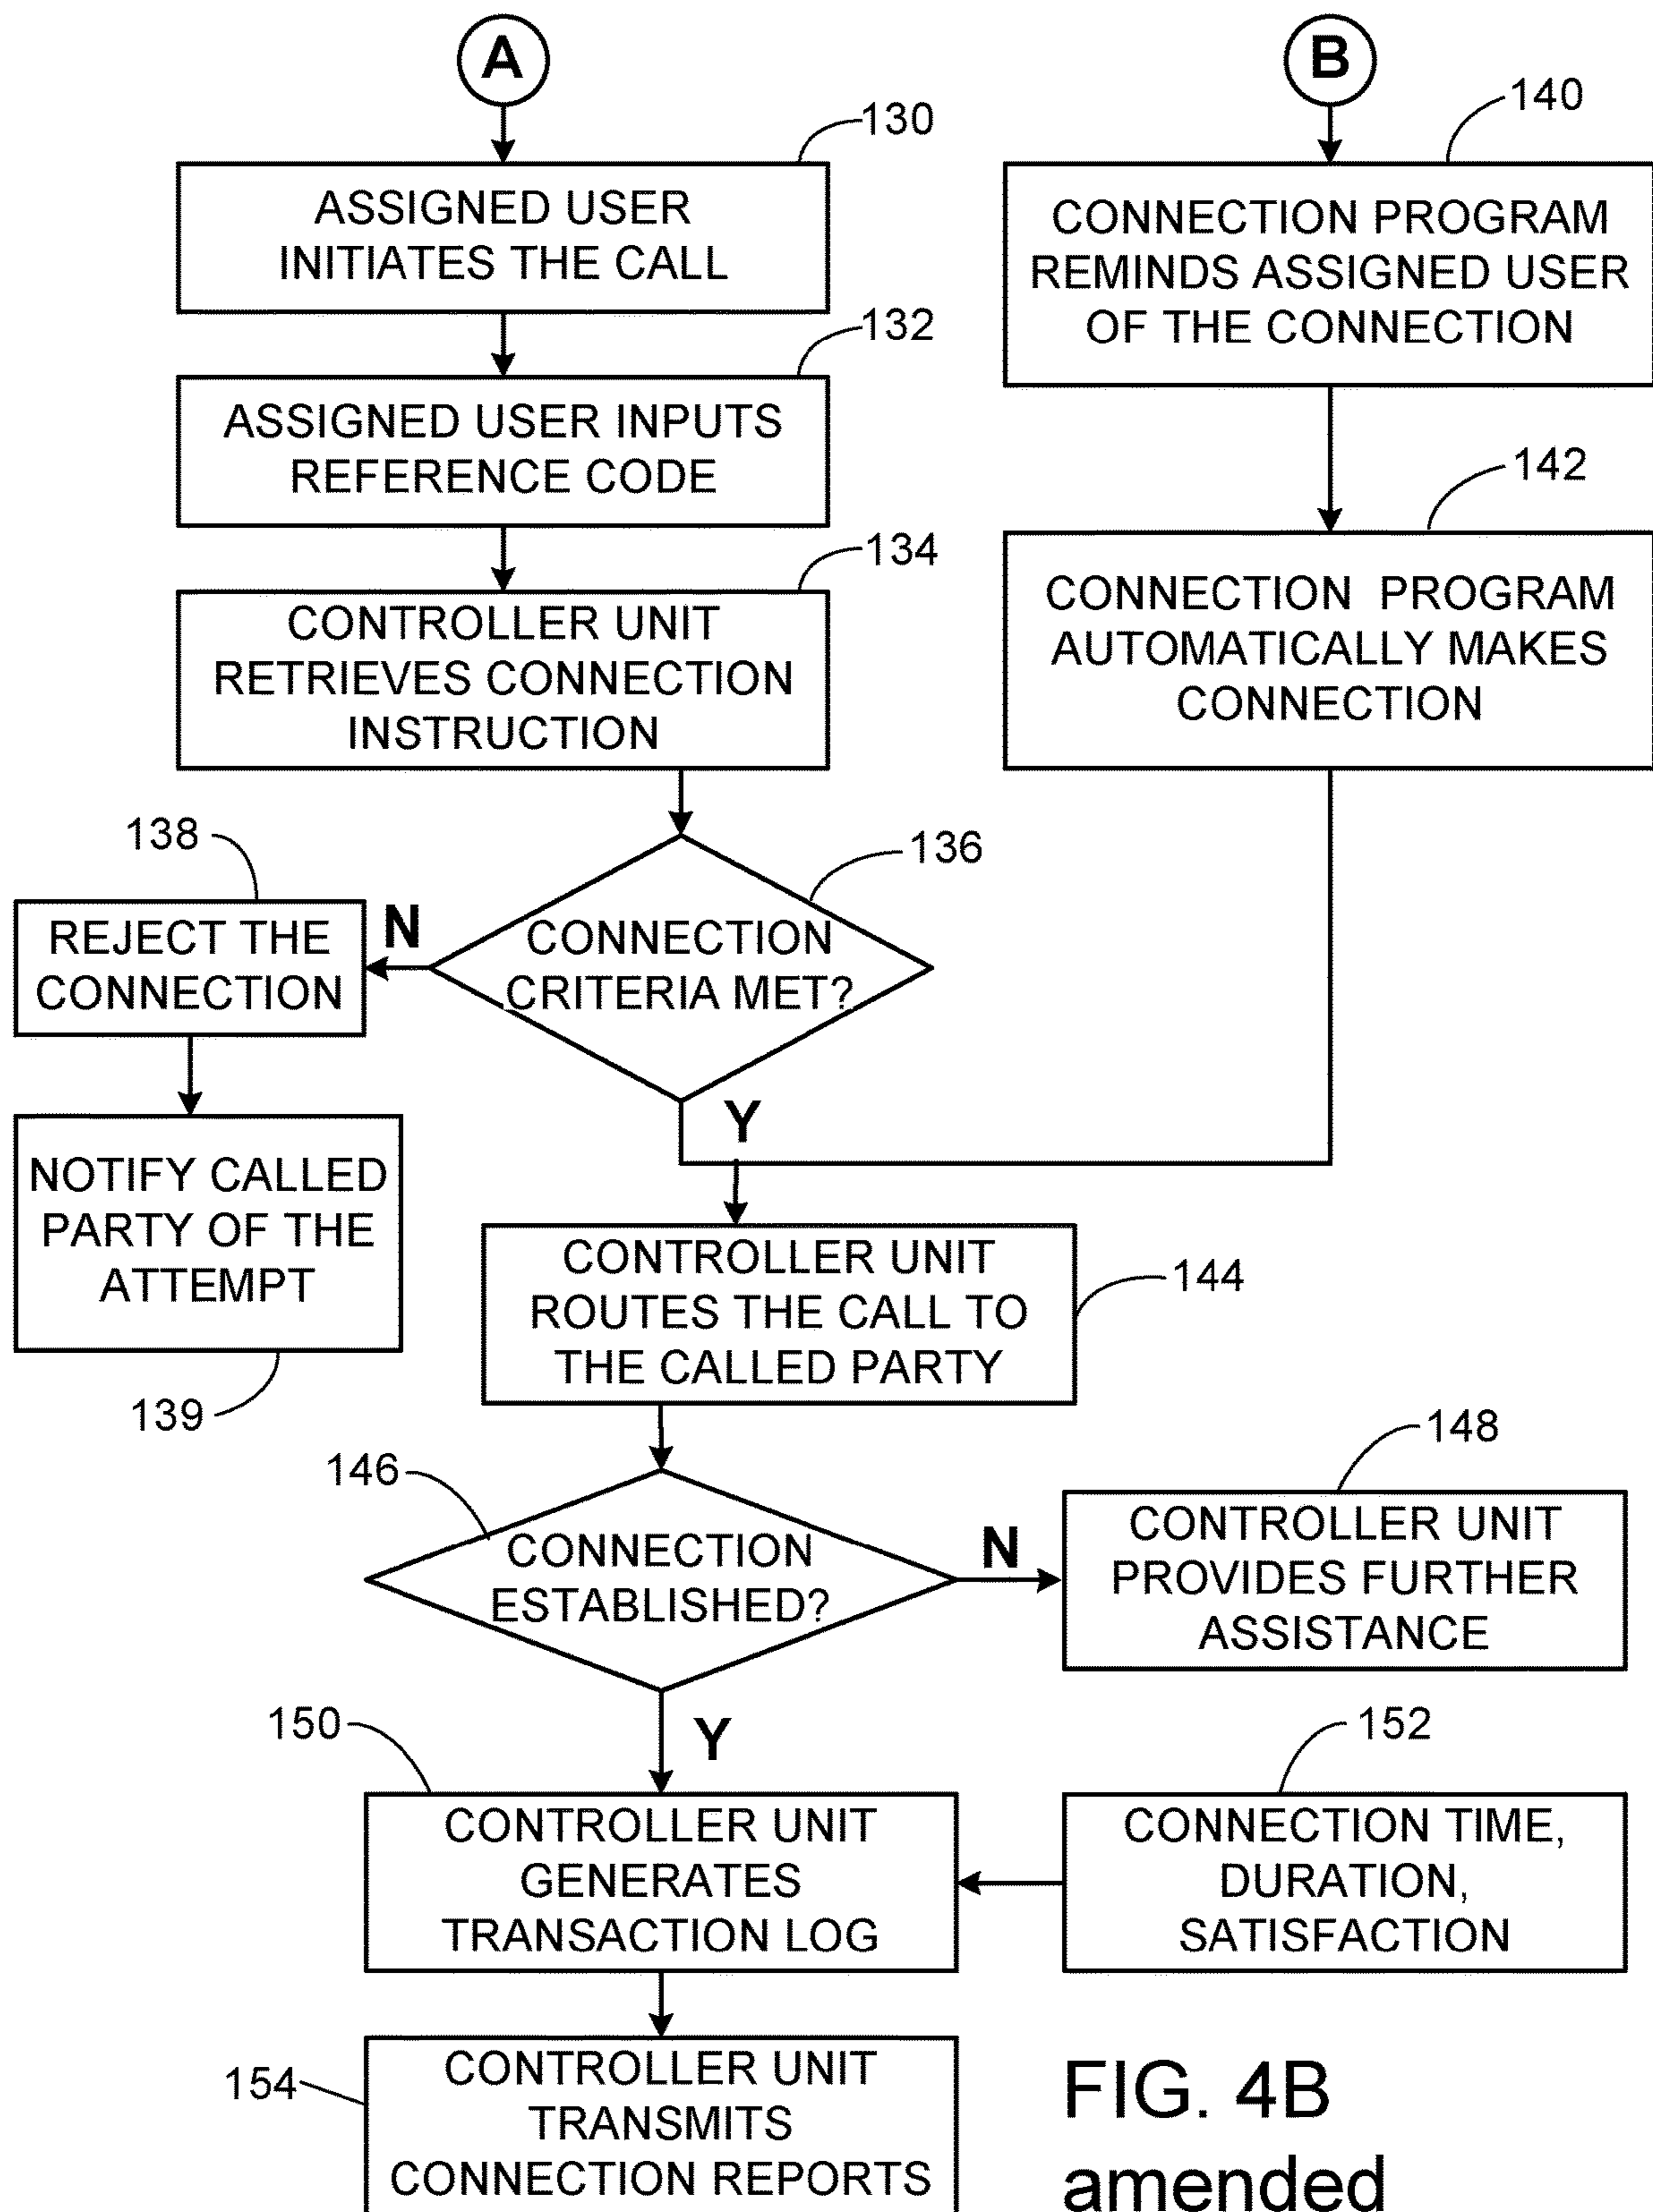 A
B
130
140
ASSIGNED USER
INITIATES THE CALL
CONNECTION PROGRAM
REMINDS ASSIGNED USER
OF THE CONNECTION
132
ASSIGNED USER INPUTS
REFERENCE CODE
142
134
CONTROLLER UNIT
RETRIEVES CONNECTION
INSTRUCTION
CONNECTION PROGRAM
AUTOMATICALLY MAKES
CONNECTION
138
136
REJECT THE
CONNECTION
N
CONNECTION
CRITERIA MET?
Y
NOTIFY CALLED
PARTY OF THE
ATTEMPT
139
CONTROLLER UNIT
ROUTES THE CALL TO
THE CALLED PARTY
144
146
148
CONNECTION
ESTABLISHED?
N
CONTROLLER UNIT
PROVIDES FURTHER
ASSISTANCE
150
Y
152
CONTROLLER UNIT
GENERATES
TRANSACTION LOG
CONNECTION TIME,
DURATION,
SATISFACTION
154
CONTROLLER UNIT
TRANSMITS
CONNECTION REPORTS
FIG. 4B
amended